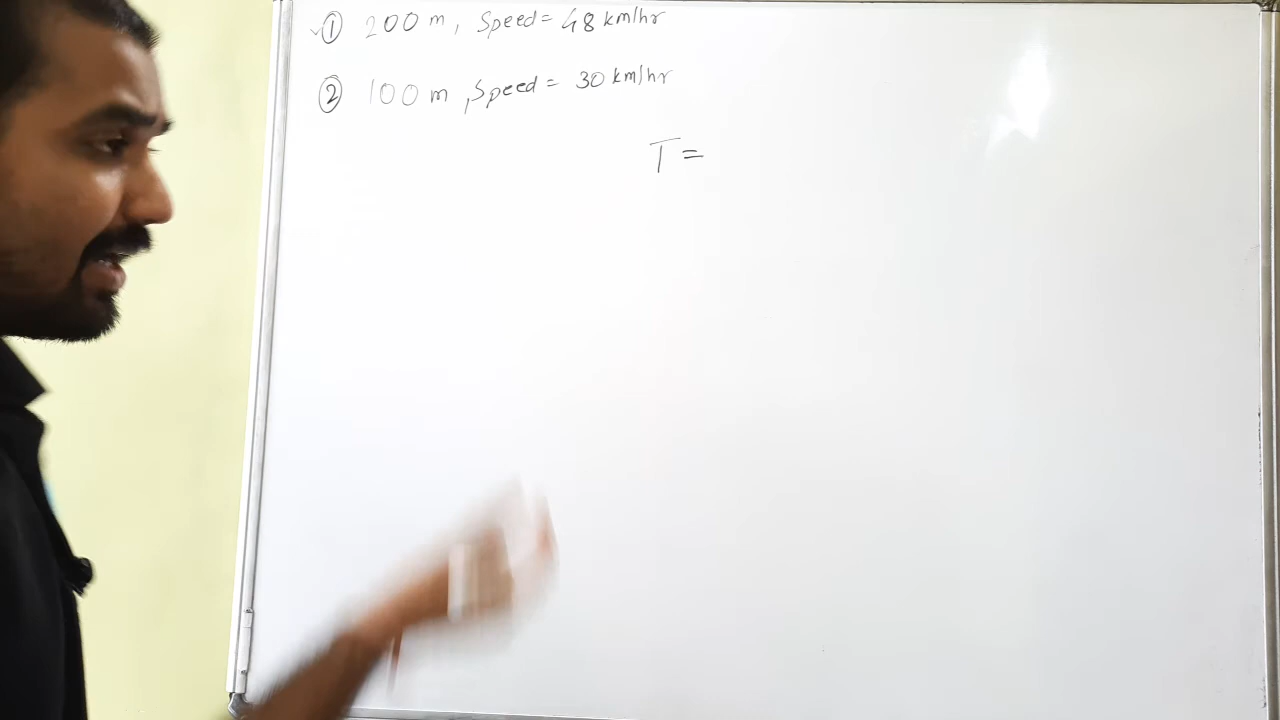 ① 200 m, Speed = 48 km/hr
② 100 m, Speed = 30 km/hr
T =